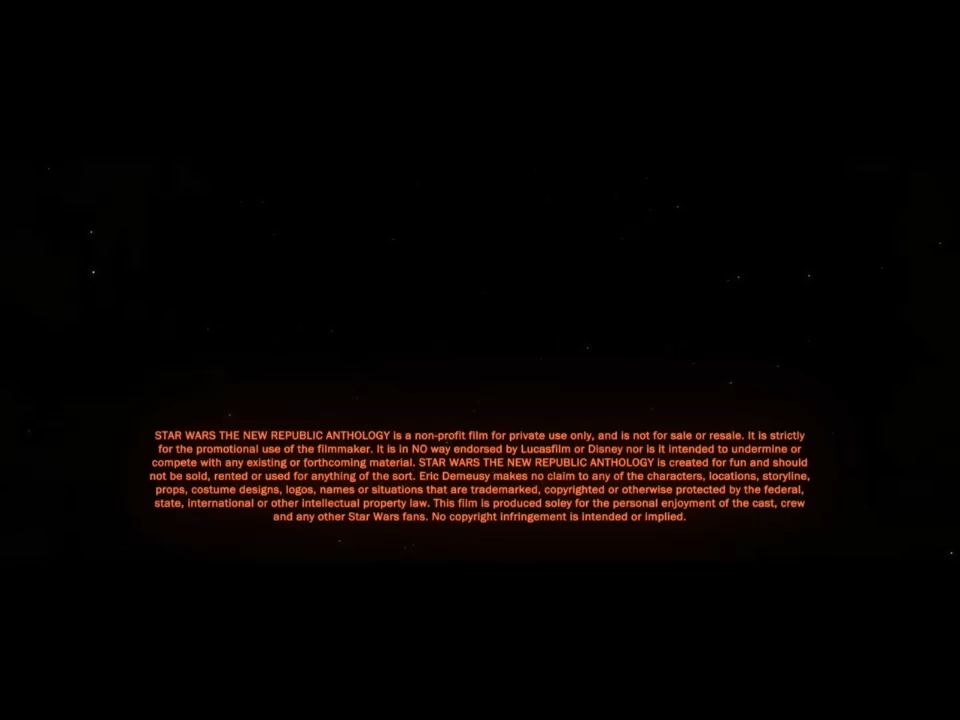 STAR WARS THE NEW REPUBLIC ANTHOLOGY is a non-profit film for private use only, and is not for sale or resale. It is strictly
for the promotional use of the filmmaker. It is in NO way endorsed by Lucasfilm or Disney nor is it intended to undermine or
compete with any existing or forthcoming material. STAR WARS THE NEW REPUBLIC ANTHOLOGY is created for fun and should
not be sold, rented or used for anything of the sort. Eric Demeusy makes no claim to any of the characters, locations, storyline,
props, costume designs, logos, names or situations that are trademarked, copyrighted or otherwise protected by the federal,
state, international or other intellectual property law. This film is produced soley for the personal enjoyment of the cast, crew
and any other Star Wars fans. No copyright infringement is intended or implied.